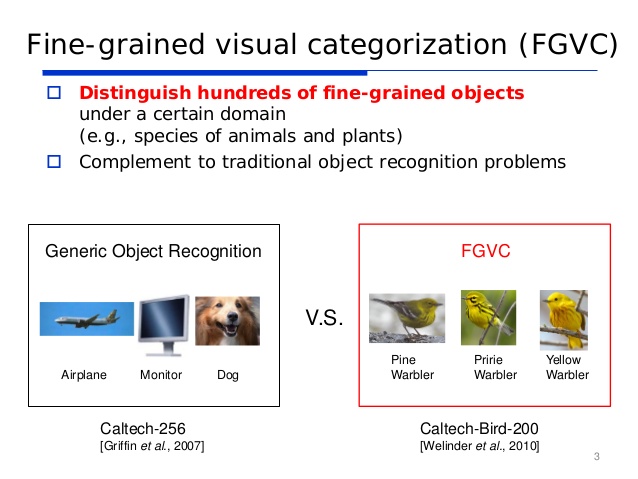 Fine-grained visual categorization (FGVC)
Distinguish hundreds of fine-grained objects
under a certain domain
(e.g., species of animals and plants)
Complement to traditional object recognition problems
Generic Object Recognition
Airplane
Monitor
Dog
V.S.
FGVC
Pine
Warbler
Pririe
Warbler
Yellow
Warbler
Caltech-256
[Griffin et al., 2007]
Caltech-Bird-200
[Welinder et al., 2010]
3